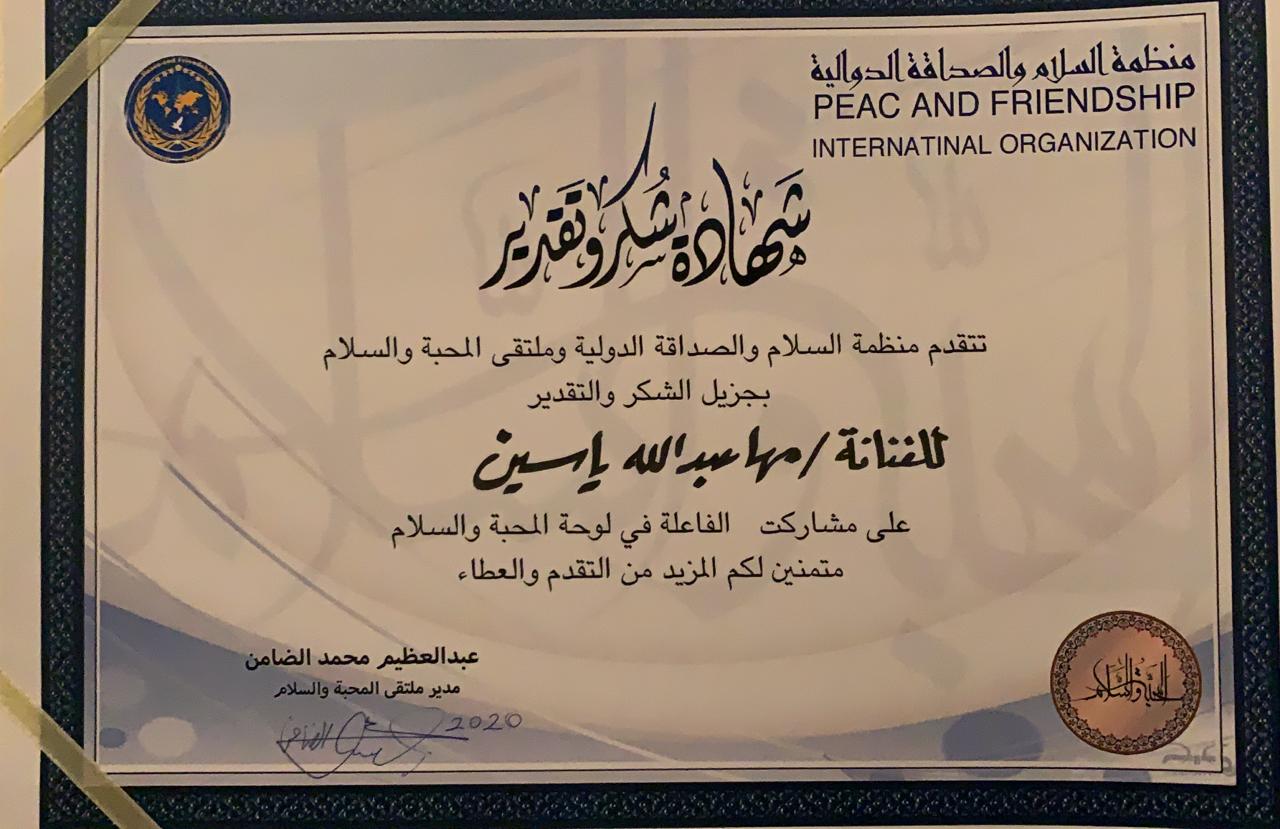 منظمة السلام والصداقة الدوالية
PEAC AND FRIENDSHIP
INTERNATINAL ORGANIZATION
شهادة شكر وتقدير
تتقدم منظمة السلام والصداقة الدولية وملتقى المحبة والسلام
بجزيل الشكر والتقدير
للفنانة / مها عبدالله ياسين
على مشاركت الفاعلة في لوحة المحبة والسلام
متمنين لكم المزيد من التقدم والعطاء
عبدالعظيم محمد الضامن
مدير ملتقى المحبة والسلام
2020
المحبة والسلام